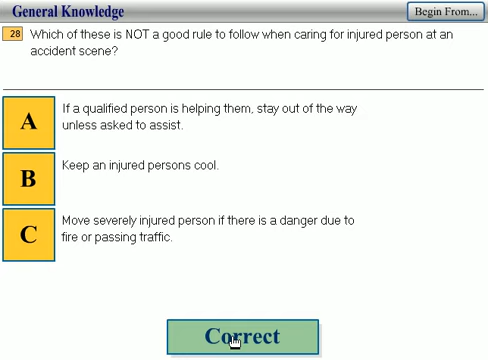 General Knowledge
Begin From...
28 Which of these is NOT a good rule to follow when caring for injured person at an
accident scene?
A If a qualified person is helping them, stay out of the way
unless asked to assist.
B Keep an injured persons cool.
C Move severely injured person if there is a danger due to
fire or passing traffic.
Correct